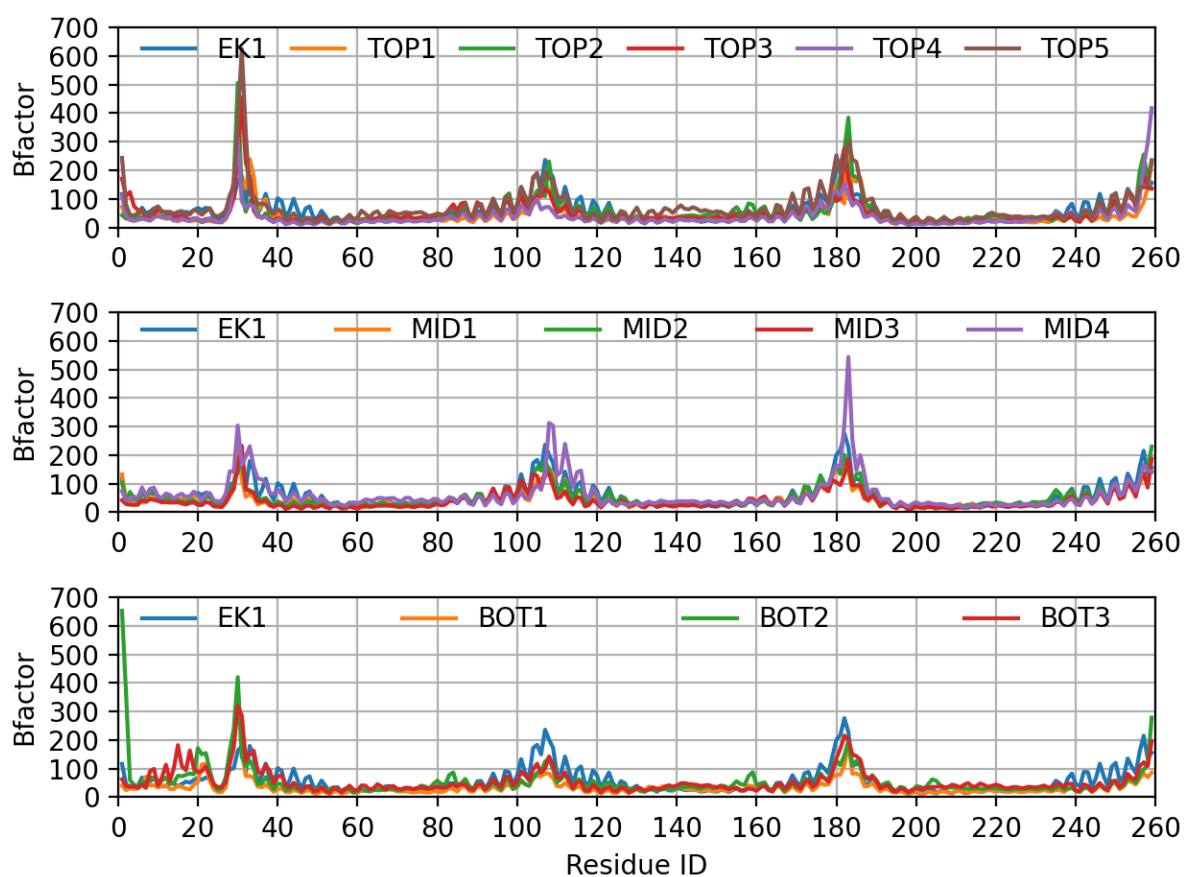 700
600
500
400
300
200
100
0
Bfactor
EK1 TOP1 TOP2 TOP3 TOP4 TOP5
0 20 40 60 80 100 120 140 160 180 200 220 240 260
700
600
500
400
300
200
100
0
Bfactor
EK1 MID1 MID2 MID3 MID4
0 20 40 60 80 100 120 140 160 180 200 220 240 260
700
600
500
400
300
200
100
0
Bfactor
EK1 BOT1 BOT2 BOT3
0 20 40 60 80 100 120 140 160 180 200 220 240 260
Residue ID